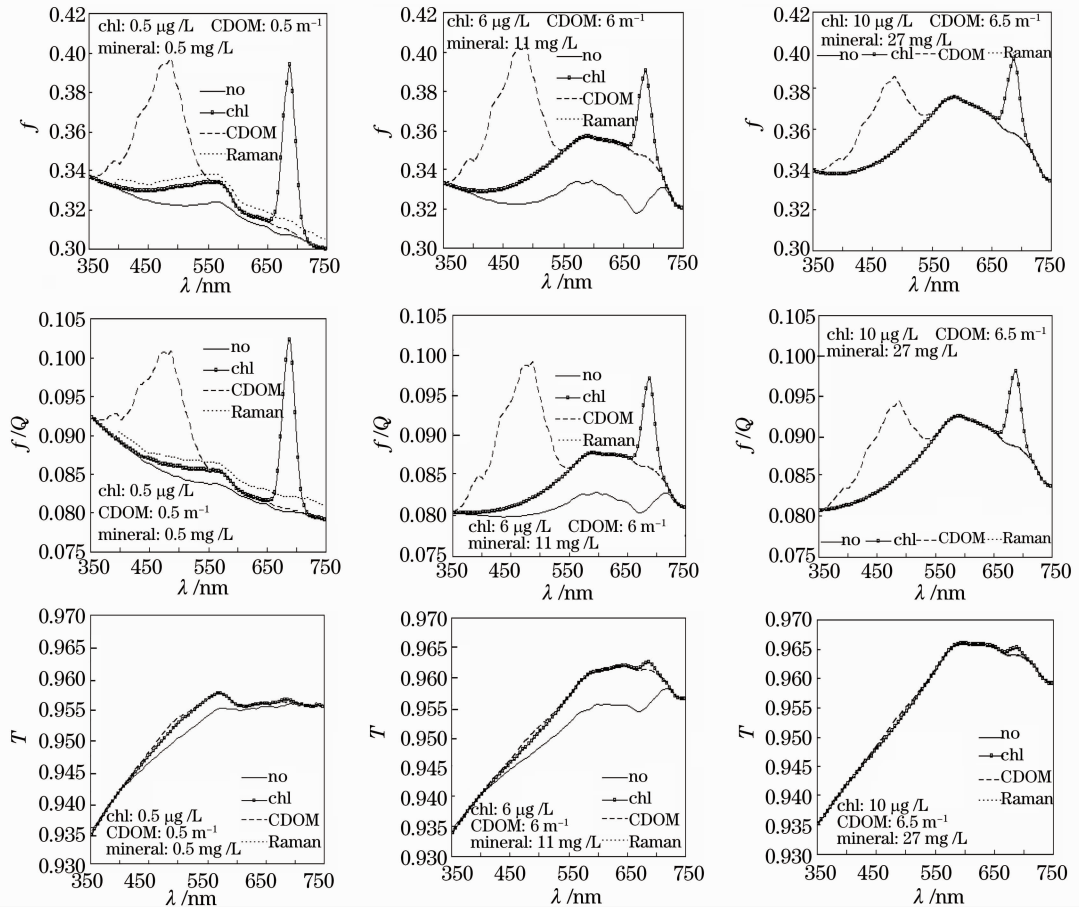 0.42
0.40
0.38
0.36
0.34
0.32
0.30
f
350 450 550 650 750
λ /nm
chl: 0.5 μg /L CDOM: 0.5 m⁻¹
mineral: 0.5 mg /L
no
chl
CDOM
Raman
0.42
0.40
0.38
0.36
0.34
0.32
0.30
f
350 450 550 650 750
λ /nm
chl: 6 μg /L CDOM: 6 m⁻¹
mineral: 11 mg /L
no
chl
CDOM
Raman
0.42
0.40
0.38
0.36
0.34
0.32
0.30
f
350 450 550 650 750
λ /nm
chl: 10 μg /L CDOM: 6.5 m⁻¹
mineral: 27 mg /L
no chl CDOM Raman
0.105
0.100
0.095
0.090
0.085
0.080
0.075
f /Q
350 450 550 650 750
λ /nm
no
chl
CDOM
Raman
chl: 0.5 μg /L
CDOM: 0.5 m⁻¹
mineral: 0.5 mg /L
0.105
0.100
0.095
0.090
0.085
0.080
0.075
f /Q
350 450 550 650 750
λ /nm
no
chl
CDOM
Raman
chl: 6 μg /L CDOM: 6 m⁻¹
mineral: 11 mg /L
0.105
0.100
0.095
0.090
0.085
0.080
0.075
f /Q
350 450 550 650 750
λ /nm
chl: 10 μg /L CDOM: 6.5 m⁻¹
mineral: 27 mg /L
no chl CDOM Raman
0.970
0.965
0.960
0.955
0.950
0.945
0.940
0.935
0.930
T
350 450 550 650 750
λ /nm
no
chl
CDOM
Raman
chl: 0.5 μg /L
CDOM: 0.5 m⁻¹
mineral: 0.5 mg /L
0.970
0.965
0.960
0.955
0.950
0.945
0.940
0.935
0.930
T
350 450 550 650 750
λ /nm
no
chl
CDOM
Raman
chl: 6 μg /L
CDOM: 6 m⁻¹
mineral: 11 mg /L
0.970
0.965
0.960
0.955
0.950
0.945
0.940
0.935
0.930
T
350 450 550 650 750
λ /nm
no
chl
CDOM
Raman
chl: 10 μg /L
CDOM: 6.5 m⁻¹
mineral: 27 mg /L